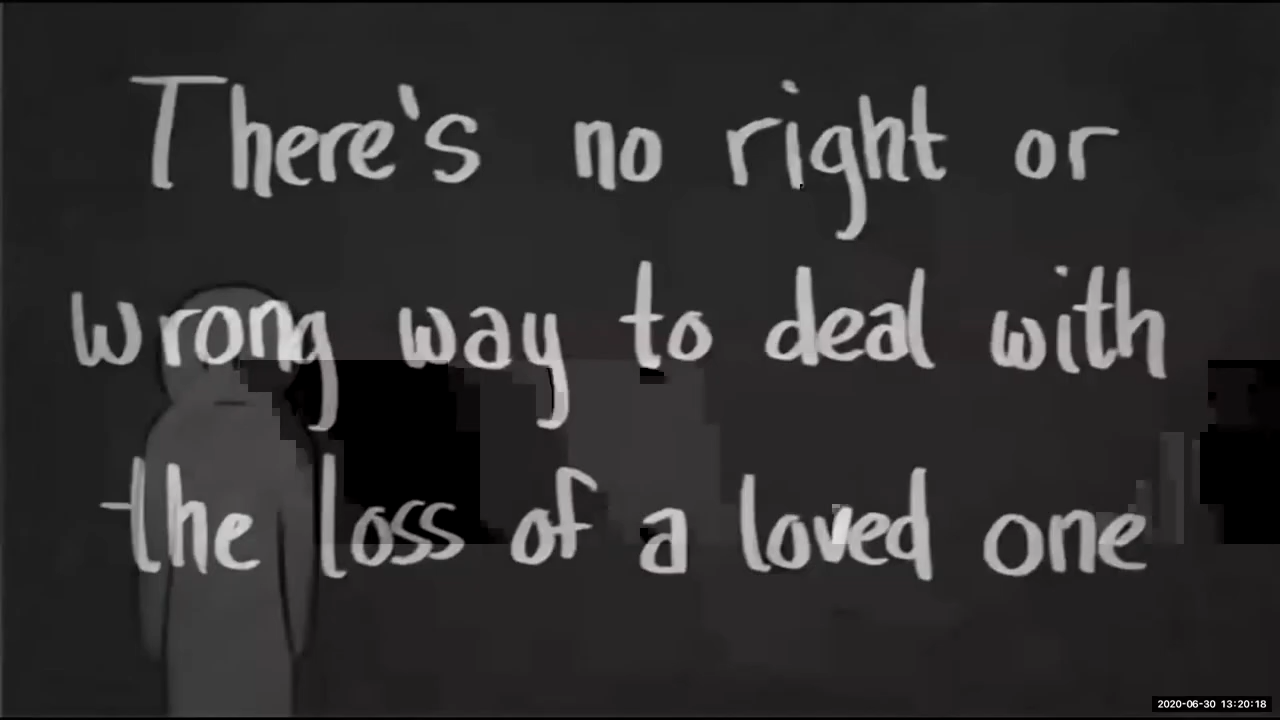 There's no right or
wrong way to deal with
the loss of a loved one
2020-06-30 13:20:18